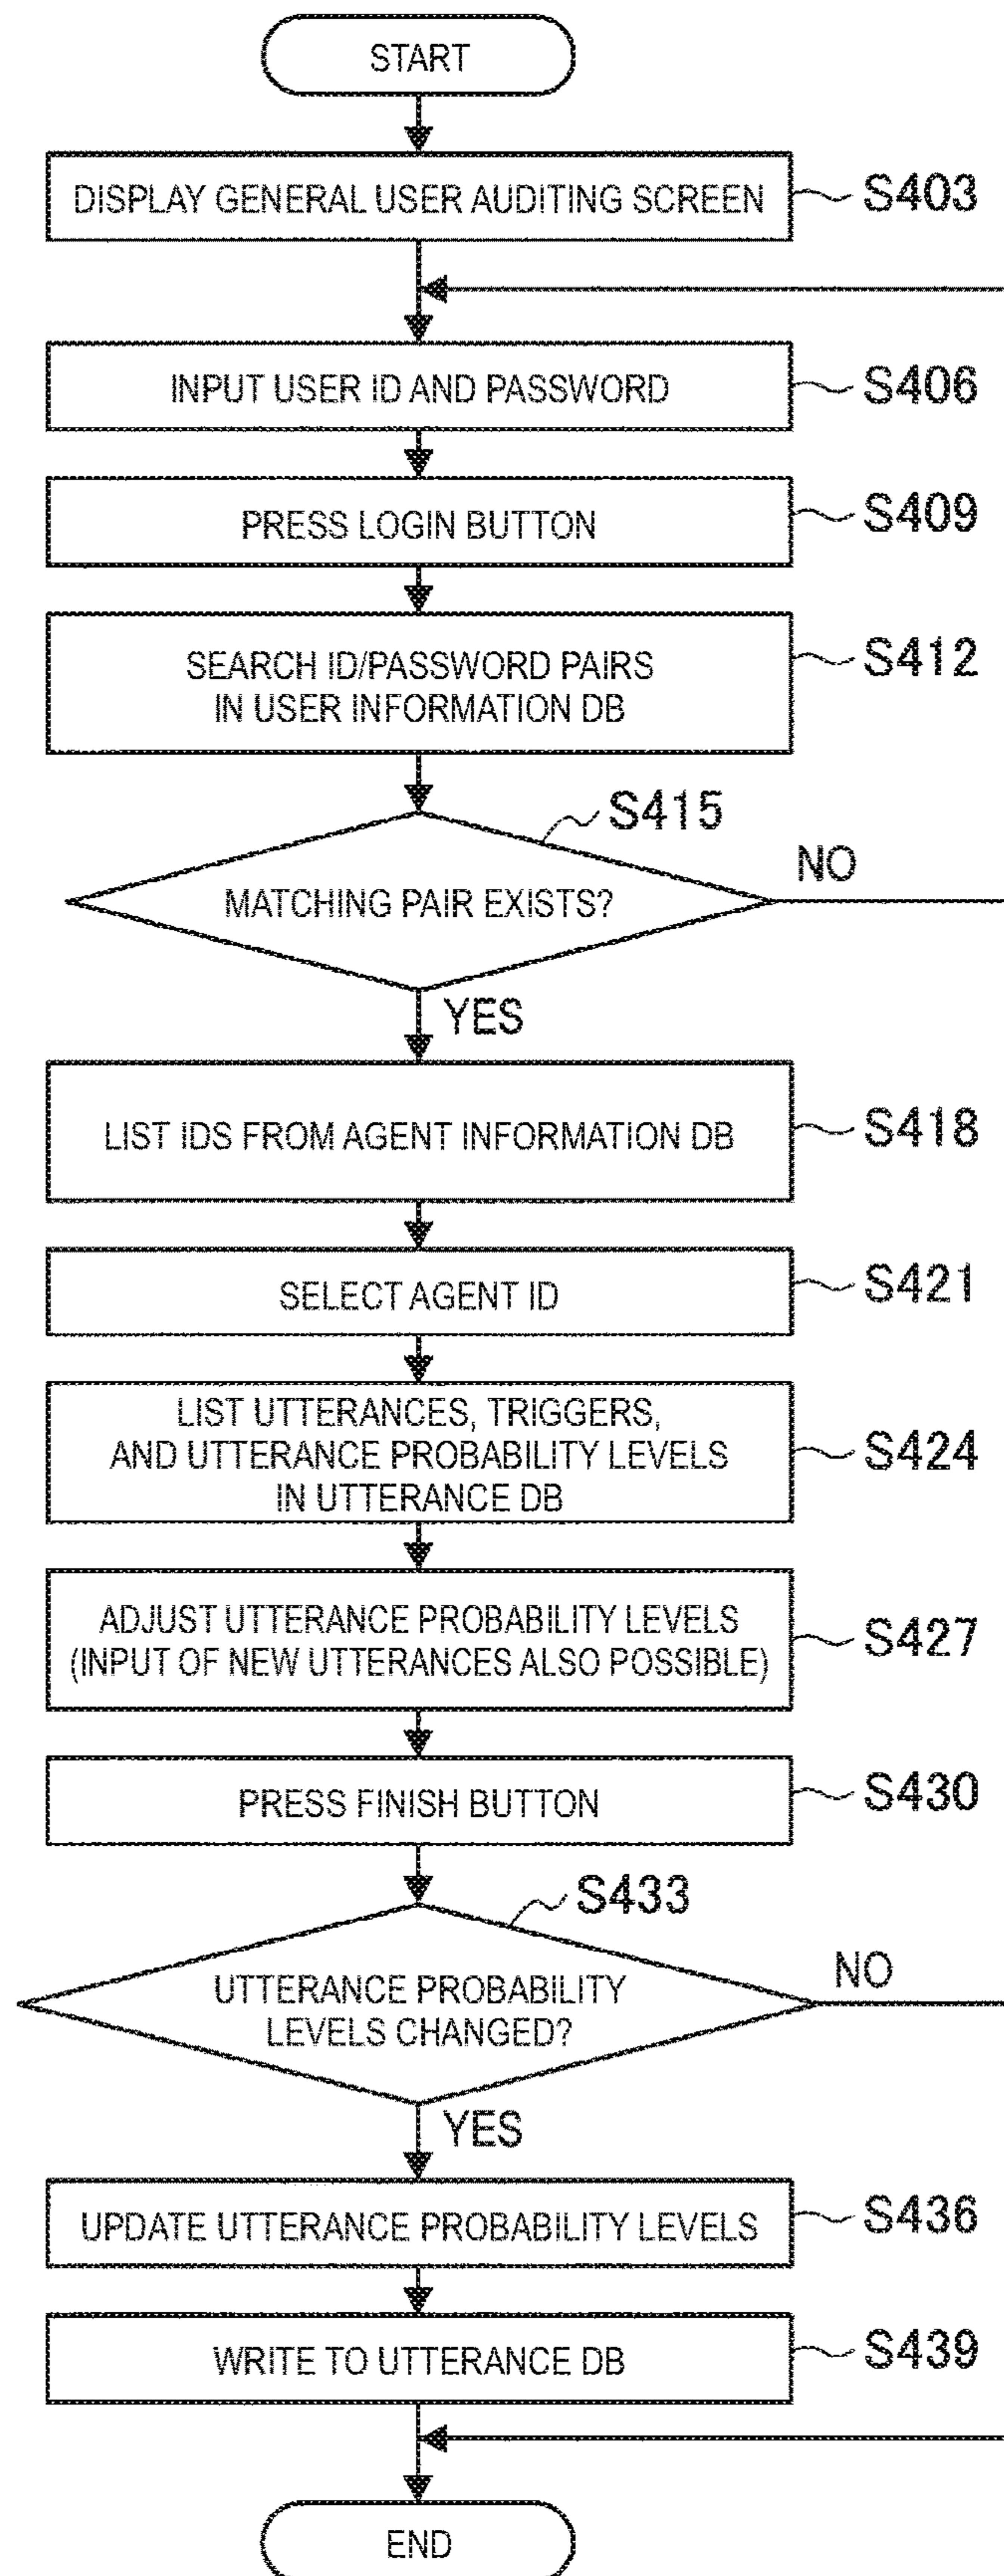 START
DISPLAY GENERAL USER AUDITING SCREEN
S403
INPUT USER ID AND PASSWORD
S406
PRESS LOGIN BUTTON
S409
SEARCH ID/PASSWORD PAIRS
IN USER INFORMATION DB
S412
S415
MATCHING PAIR EXISTS?
NO
YES
LIST IDS FROM AGENT INFORMATION DB
S418
SELECT AGENT ID
S421
LIST UTTERANCES, TRIGGERS,
AND UTTERANCE PROBABILITY LEVELS
IN UTTERANCE DB
S424
ADJUST UTTERANCE PROBABILITY LEVELS
(INPUT OF NEW UTTERANCES ALSO POSSIBLE)
S427
PRESS FINISH BUTTON
S430
S433
UTTERANCE PROBABILITY
LEVELS CHANGED?
NO
YES
UPDATE UTTERANCE PROBABILITY LEVELS
S436
WRITE TO UTTERANCE DB
S439
END